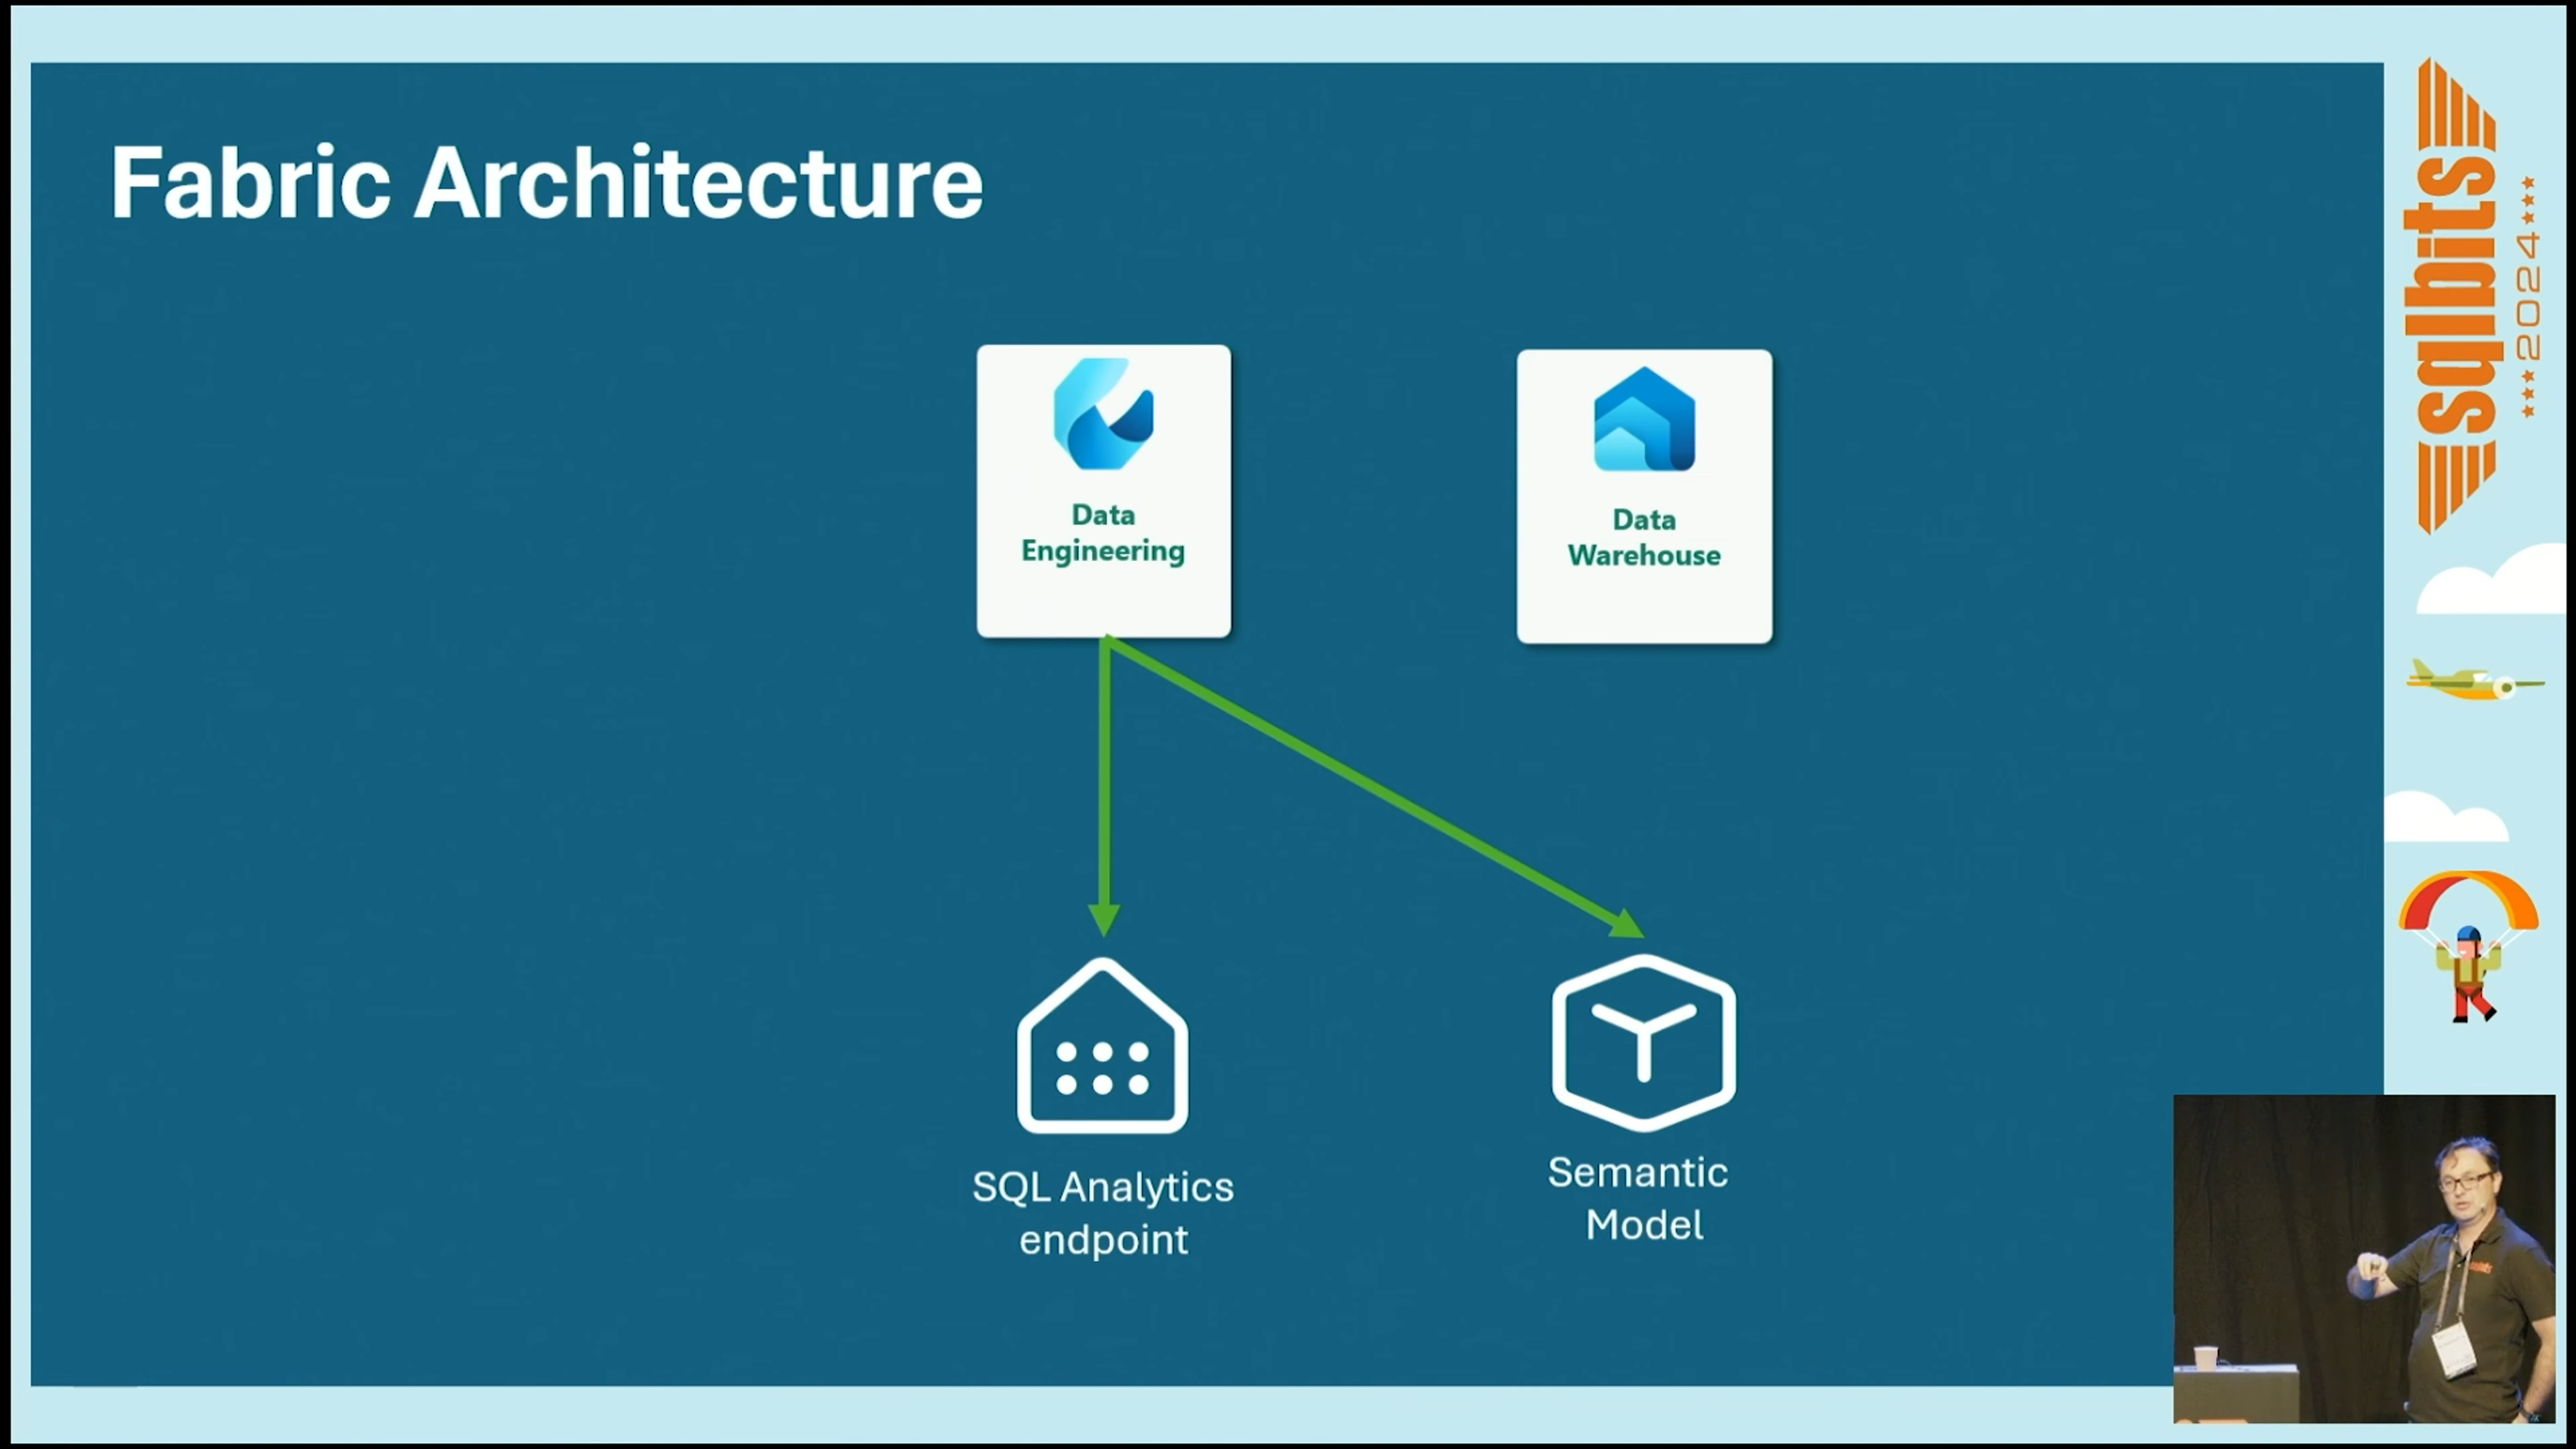 Fabric Architecture
Data
Engineering
Data
Warehouse
SQL Analytics
endpoint
Semantic
Model
sqlbits
2024